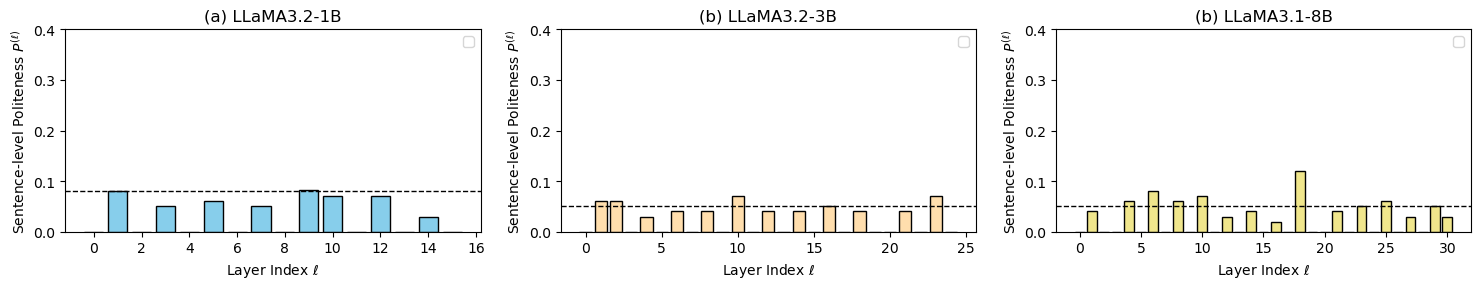 (a) LLaMA3.2-1B
Sentence-level Politeness P^(ℓ)
0.4
0.3
0.2
0.1
0.0
0 2 4 6 8 10 12 14 16
Layer Index ℓ
(b) LLaMA3.2-3B
Sentence-level Politeness P^(ℓ)
0.4
0.3
0.2
0.1
0.0
0 5 10 15 20 25
Layer Index ℓ
(b) LLaMA3.1-8B
Sentence-level Politeness P^(ℓ)
0.4
0.3
0.2
0.1
0.0
0 5 10 15 20 25 30
Layer Index ℓ